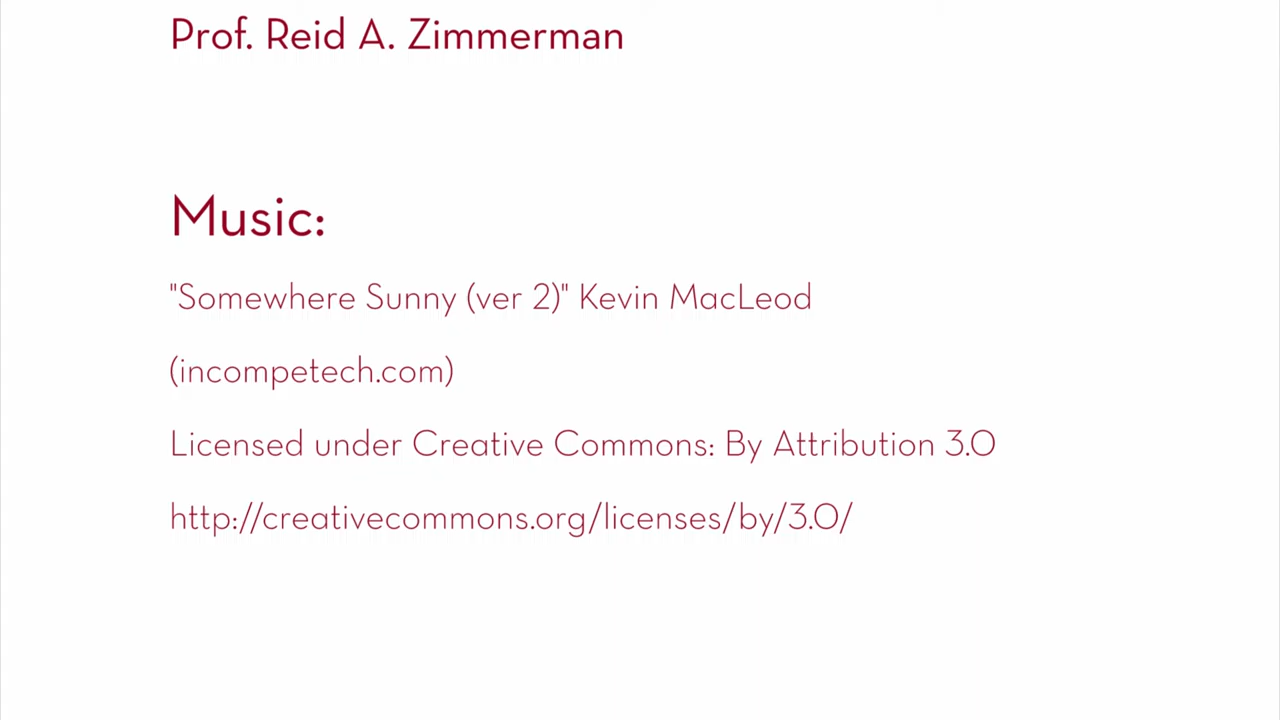 Prof. Reid A. Zimmerman
Music:
"Somewhere Sunny (ver 2)" Kevin MacLeod
(incompetech.com)
Licensed under Creative Commons: By Attribution 3.0
http://creativecommons.org/licenses/by/3.0/